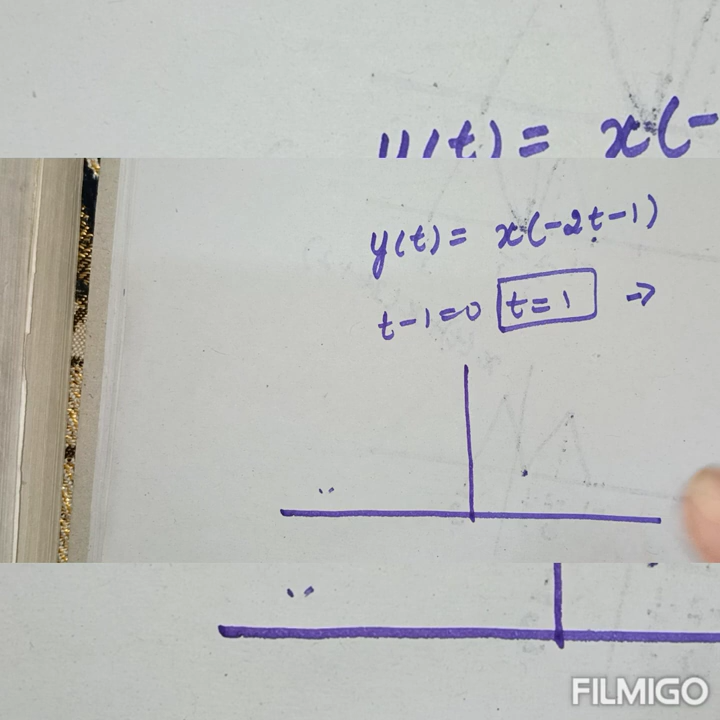 y(t) = x(-
y(t) = x(-2t-1)
t-1=0 t=1 →
FILMIGO